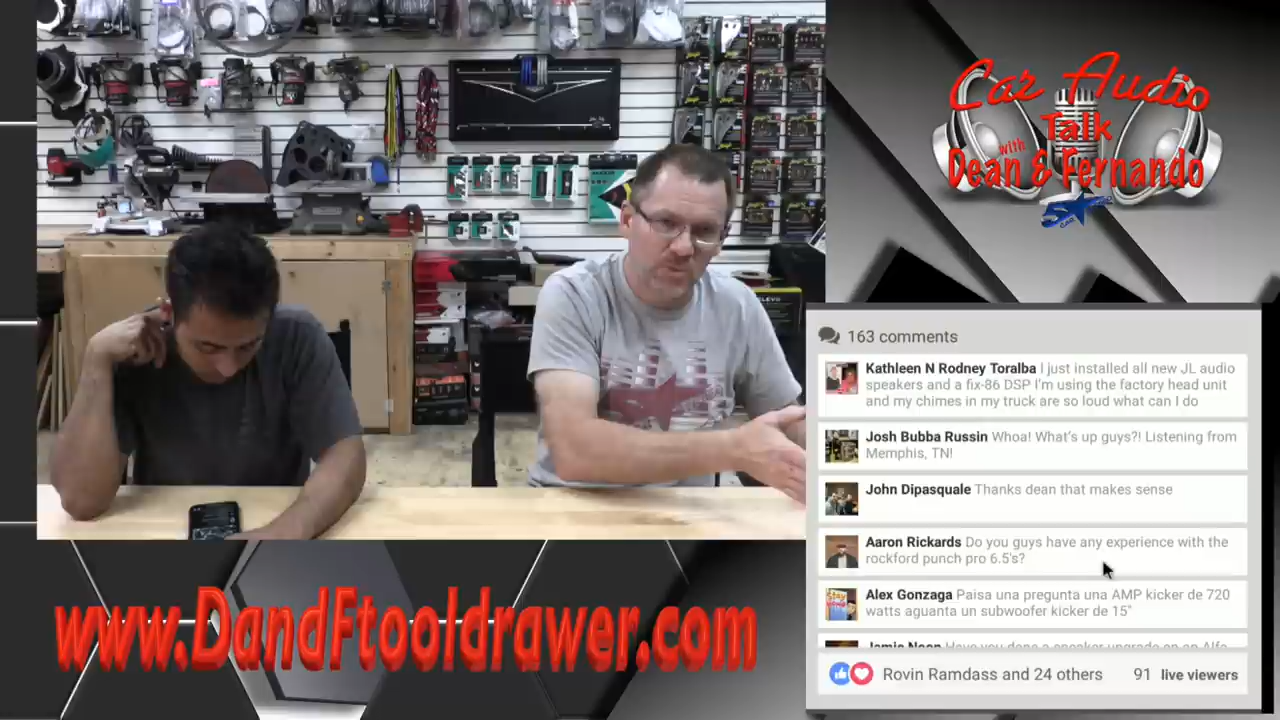 Car Audio
Talk
with
Dean & Fernando
5
163 comments
Kathleen N Rodney Toralba I just installed all new JL audio
speakers and a fix-86 DSP I'm using the factory head unit
and my chimes in my truck are so loud what can I do
Josh Bubba Russin Whoa! What's up guys?! Listening from
Memphis, TN!
John Dipasquale Thanks dean that makes sense
Aaron Rickards Do you guys have any experience with the
rockford punch pro 6.5's?
Alex Gonzaga Paisa una pregunta una AMP kicker de 720
watts aguanta un subwoofer kicker de 15"
Rovin Ramdass and 24 others 91 live viewers
www.DandFtooldrawer.com